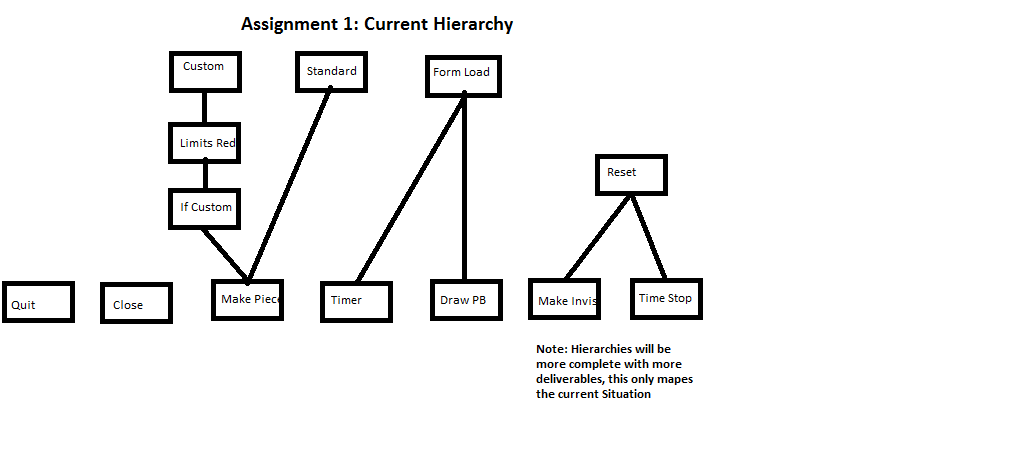 Assignment 1: Current Hierarchy
Custom
Standard
Form Load
Limits Red
Reset
If Custom
Quit
Close
Make Piec
Timer
Draw PB
Make Invis
Time Stop
Note: Hierarchies will be
more complete with more
deliverables, this only mapes
the current Situation